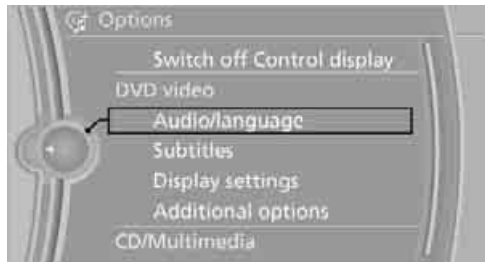 Options
Switch off Control display
DVD video
Audio/language
Subtitles
Display settings
Additional options
CD/Multimedia